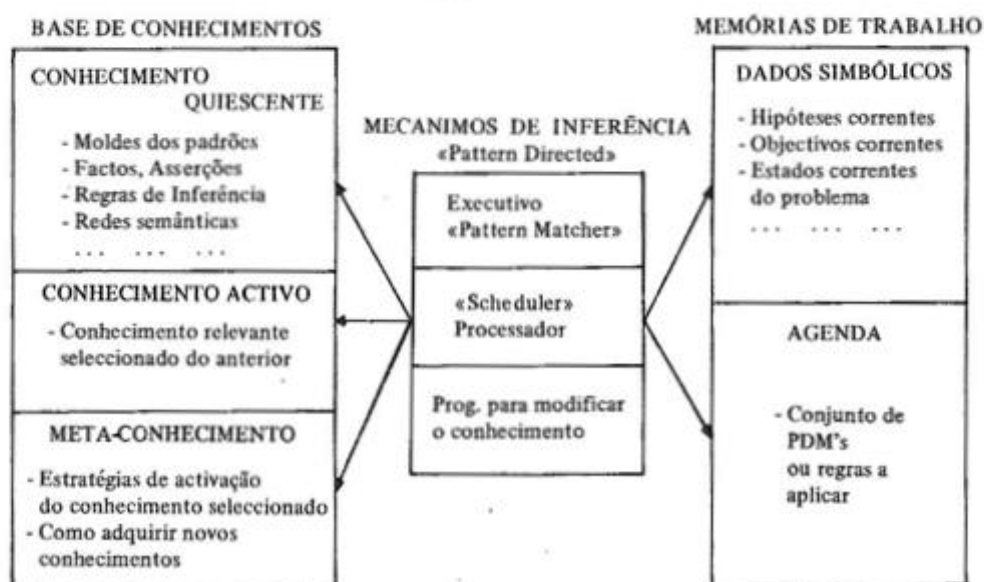 BASE DE CONHECIMENTOS
CONHECIMENTO
QUIESCENTE
- Moldes dos padrões
- Factos, Asserções
- Regras de Inferência
- Redes semânticas
... ... ...
CONHECIMENTO ACTIVO
- Conhecimento relevante
seleccionado do anterior
META-CONHECIMENTO
- Estratégias de activação
do conhecimento seleccionado
- Como adquirir novos
conhecimentos
MECANIMOS DE INFERÊNCIA
«Pattern Directed»
Executivo
«Pattern Matcher»
«Scheduler»
Processador
Prog. para modificar
o conhecimento
MEMÓRIAS DE TRABALHO
DADOS SIMBÓLICOS
- Hipóteses correntes
- Objectivos correntes
- Estados correntes
do problema
... ... ...
AGENDA
- Conjunto de
PDM's
ou regras a
aplicar